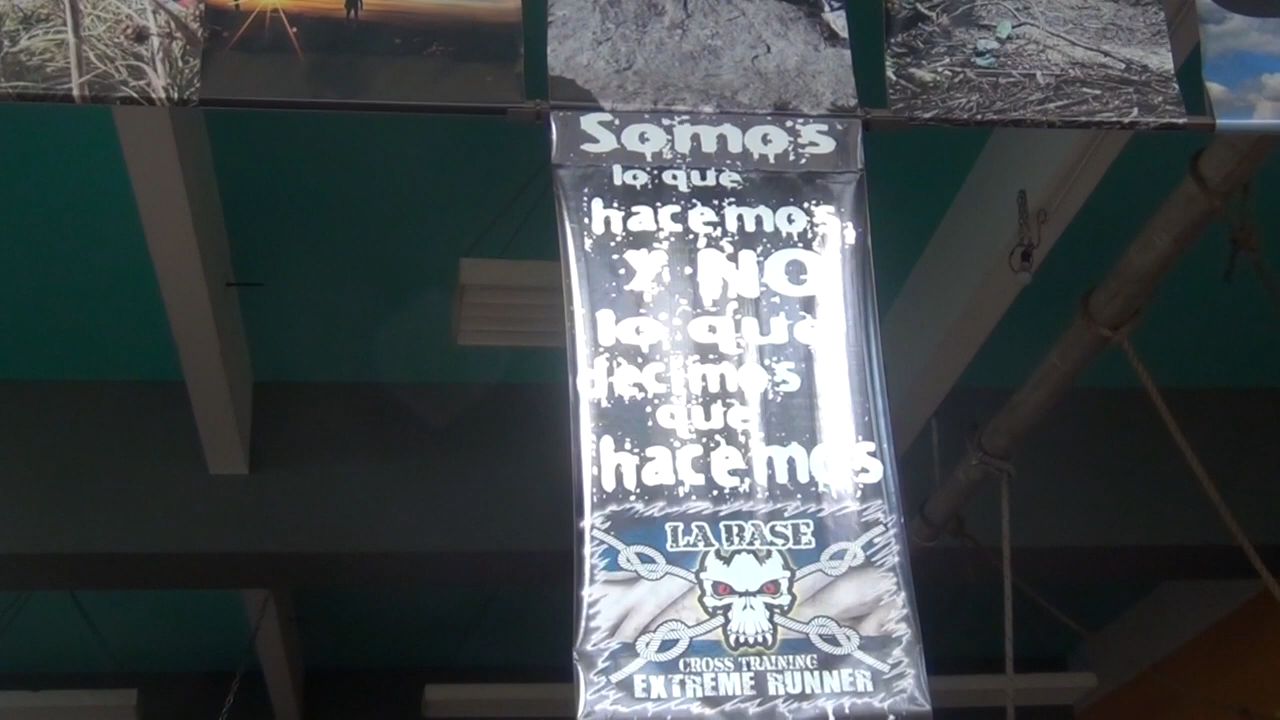 Somos
lo que
hacemos,
Y NO
lo que
decimos
que
hacemos
LA BASE
CROSS TRAINING
EXTREME RUNNER